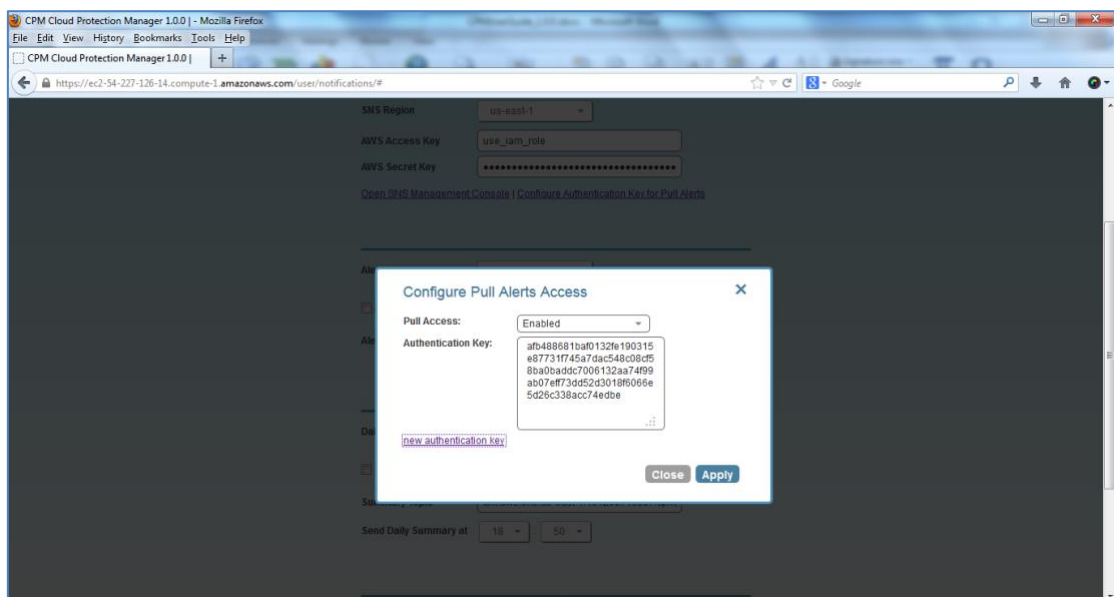 CPM Cloud Protection Manager 1.0.0 | - Mozilla Firefox
File Edit View History Bookmarks Tools Help
CPM Cloud Protection Manager 1.0.0 | +
https://ec2-54-227-126-14.compute-1.amazonaws.com/user/notifications/#
Google
SNS Region us-east-1
AWS Access Key use_iam_role
AWS Secret Key ••••••••••••••••••••••••••••••••
Open SNS Management Console | Configure Authentication Key for Pull Alerts
Configure Pull Alerts Access
Pull Access: Enabled
Authentication Key: afb488681baf0132fe190315
e87731f745a7dac548c08cf5
8ba0baddc7006132aa74f99
ab07eff73dd52d3018f6066e
5d26c338acc74edbe
new authentication key
Close Apply
Send Daily Summary at 18 : 50